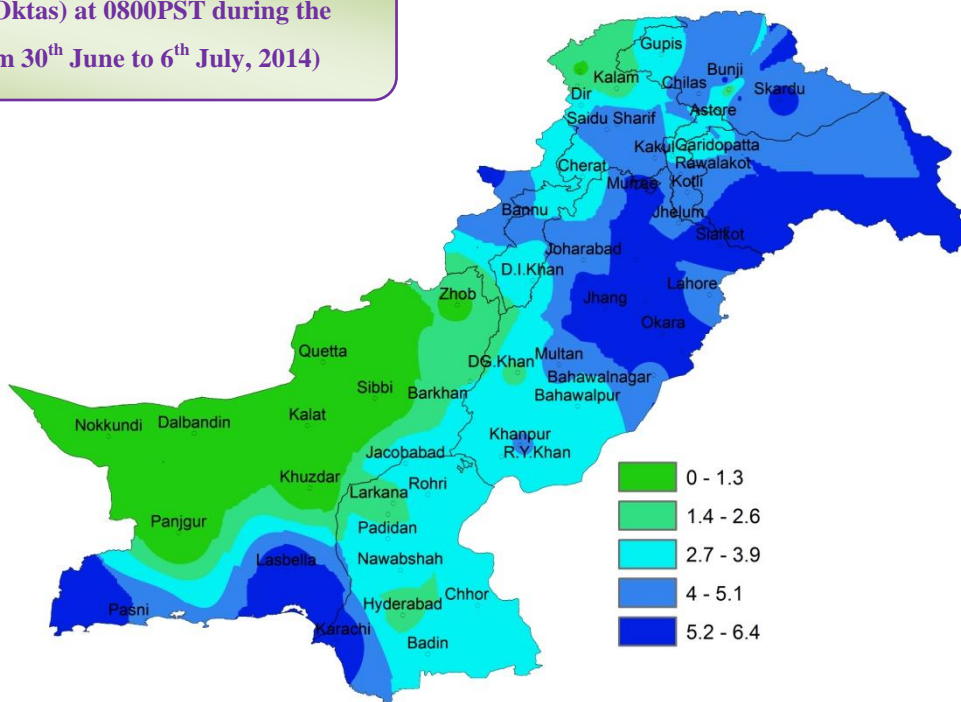 Oktas) at 0800PST during the
m 30th June to 6th July, 2014)
Gupis
Kalam
Bunji
Chilas
Skardu
Dir
Astore
Saidu Sharif
Kakul
Garidopatta
Rawalakot
Cherat
Murree
Kotli
Bannu
Jhelum
Sialkot
Joharabad
D.I.Khan
Lahore
Zhob
Jhang
Okara
Quetta
DG.Khan
Multan
Bahawalnagar
Sibbi
Barkhan
Bahawalpur
Kalat
Nokkundi
Dalbandin
Khanpur
R.Y.Khan
Jacobabad
Khuzdar
Rohri
Larkana
Panjgur
Padidan
Lasbella
Nawabshah
Chhor
Pasni
Hyderabad
Karachi
Badin
0 - 1.3
1.4 - 2.6
2.7 - 3.9
4 - 5.1
5.2 - 6.4